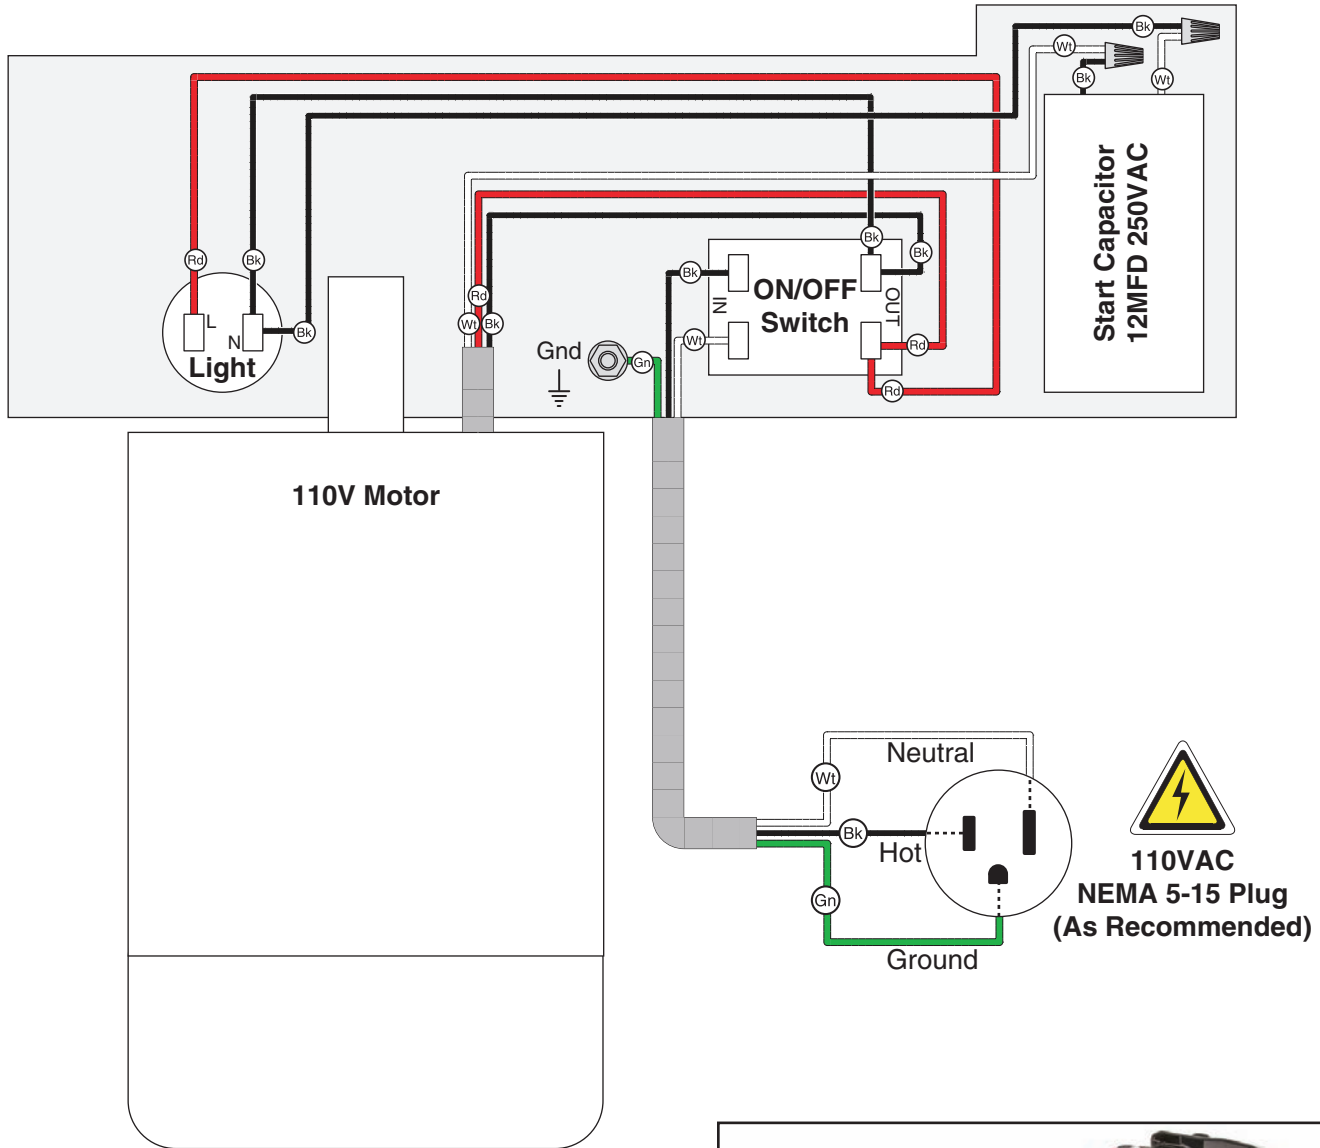 Bk
Wt
Bk
Wt
Start Capacitor
12MFD 250VAC
Rd
Bk
Bk
Bk
Bk
Rd
Wt
Bk
IN
ON/OFF
Switch
OUT
Wt
Rd
Rd
L
N
Bk
Light
Gnd
Gn
110V Motor
Neutral
Wt
Bk
Hot
Gn
Ground
110VAC
NEMA 5-15 Plug
(As Recommended)